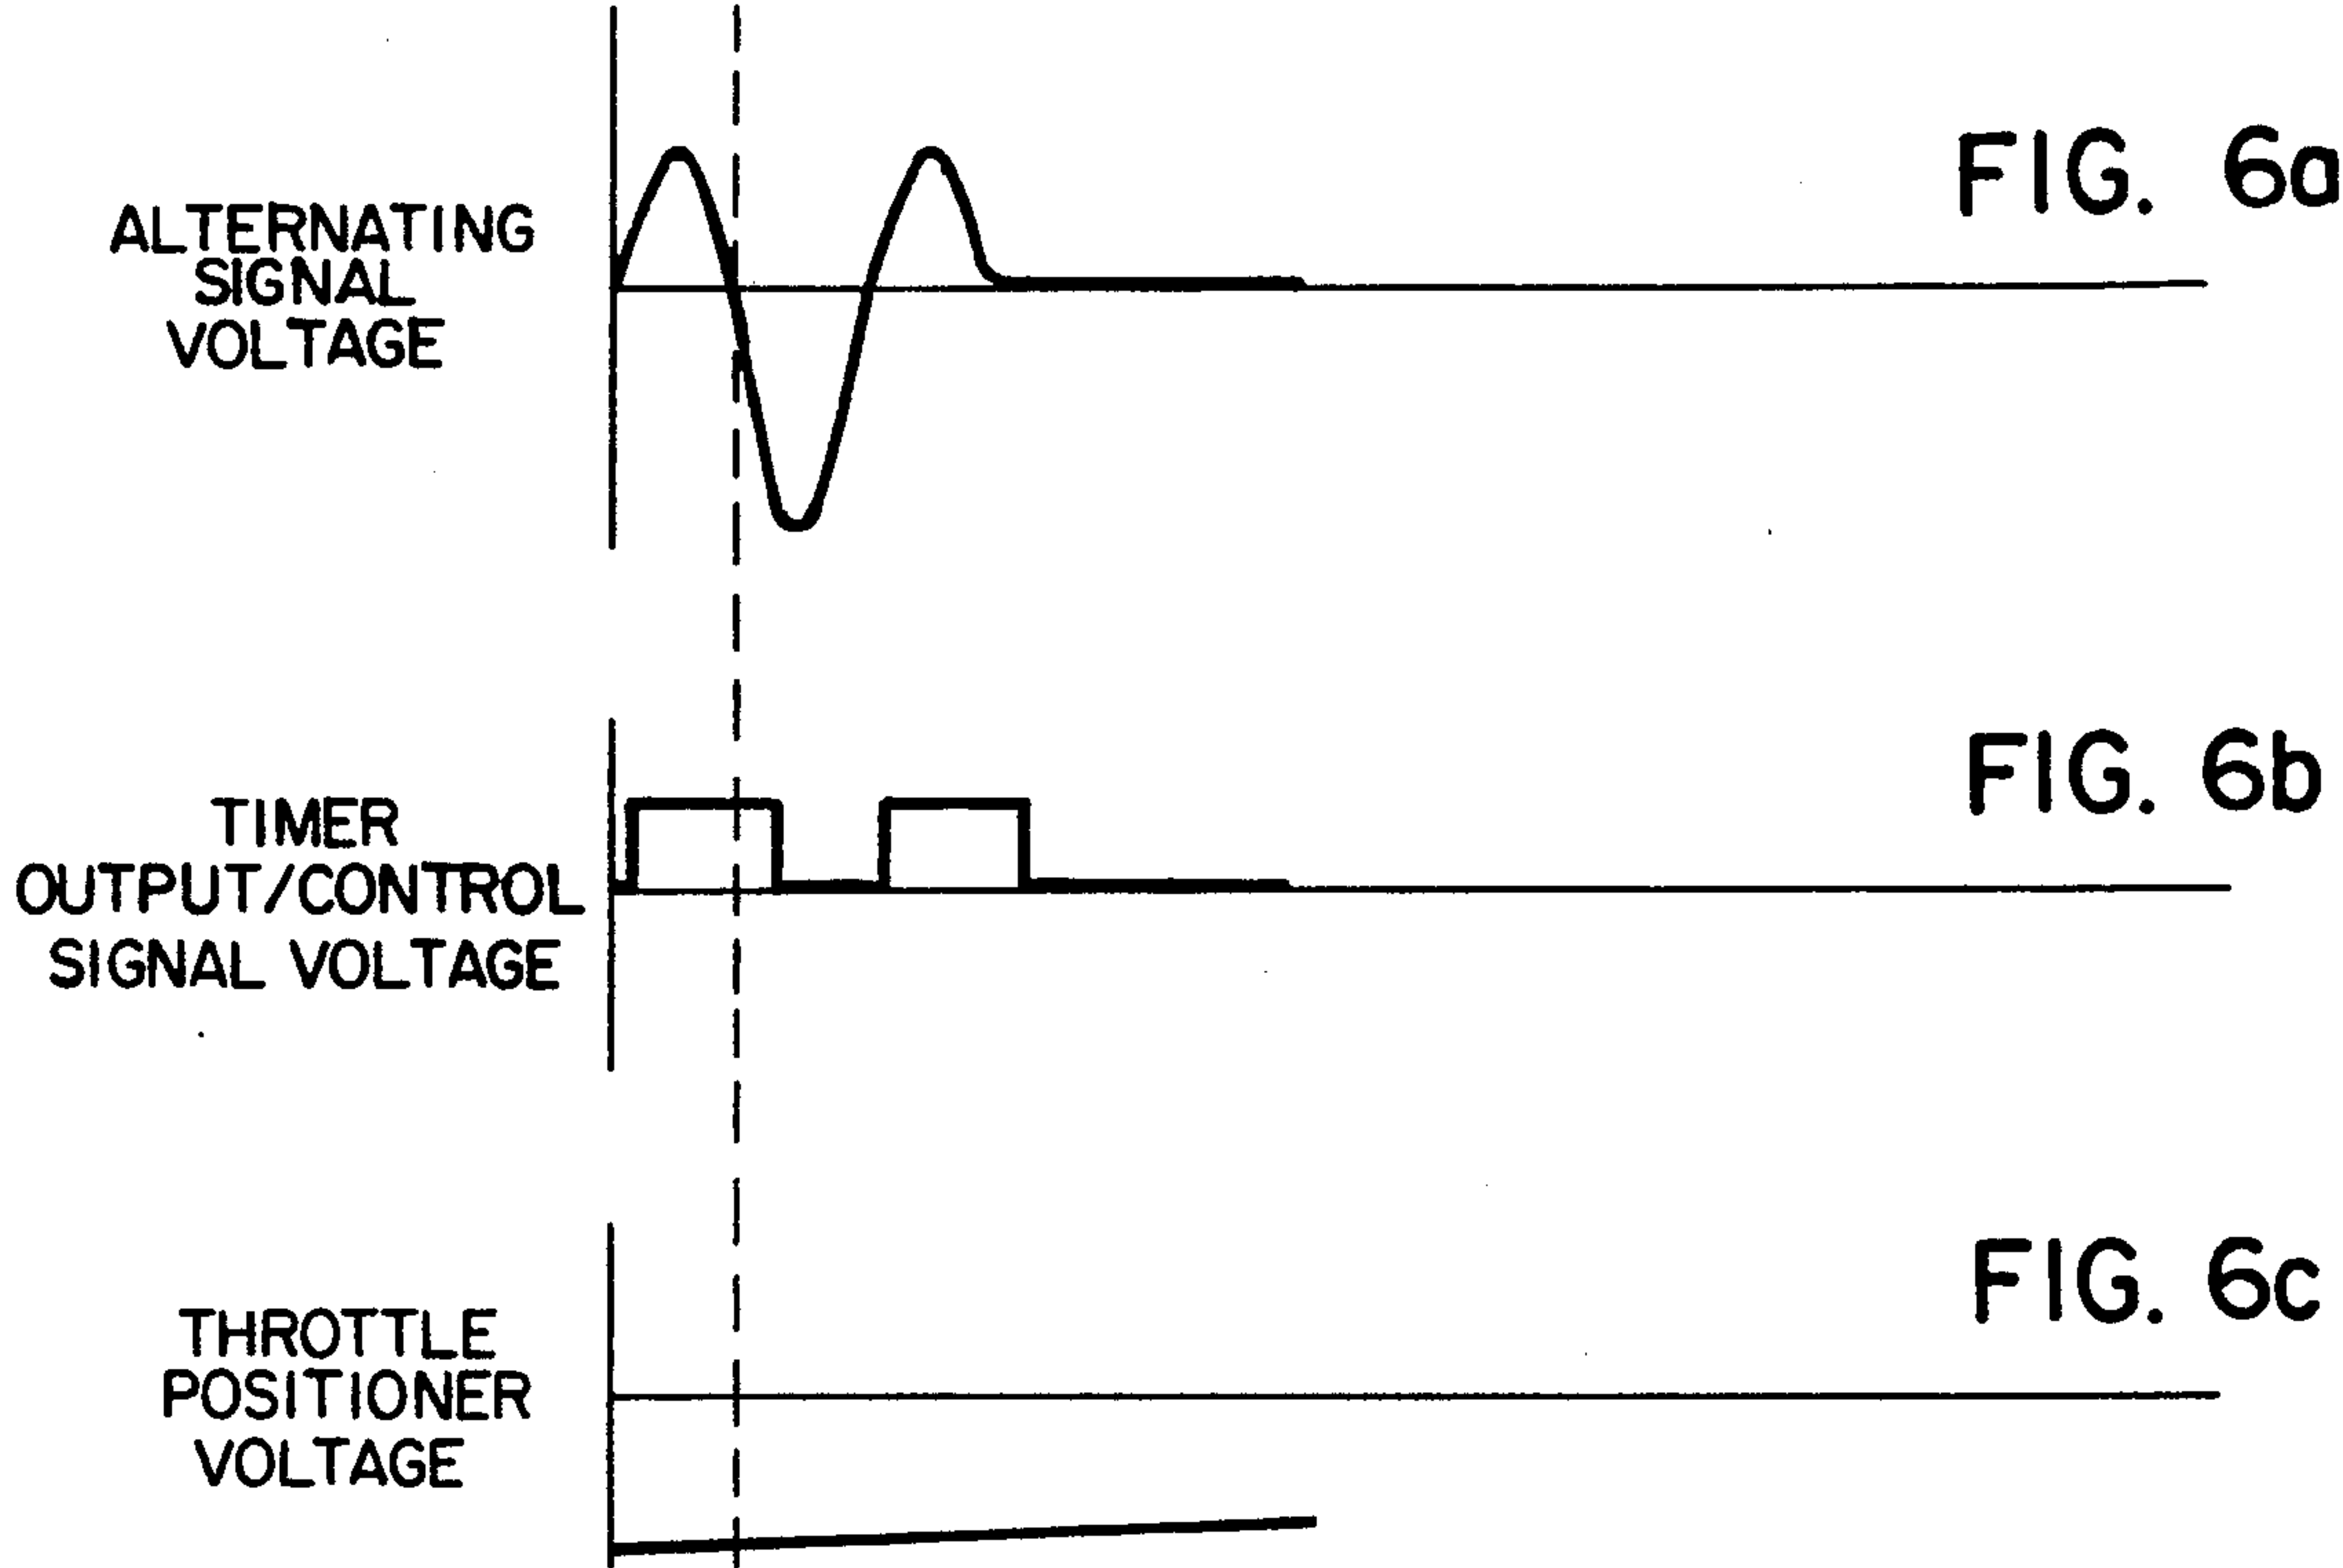 FIG. 6a
ALTERNATING
SIGNAL
VOLTAGE
FIG. 6b
TIMER
OUTPUT/CONTROL
SIGNAL VOLTAGE
FIG. 6c
THROTTLE
POSITIONER
VOLTAGE